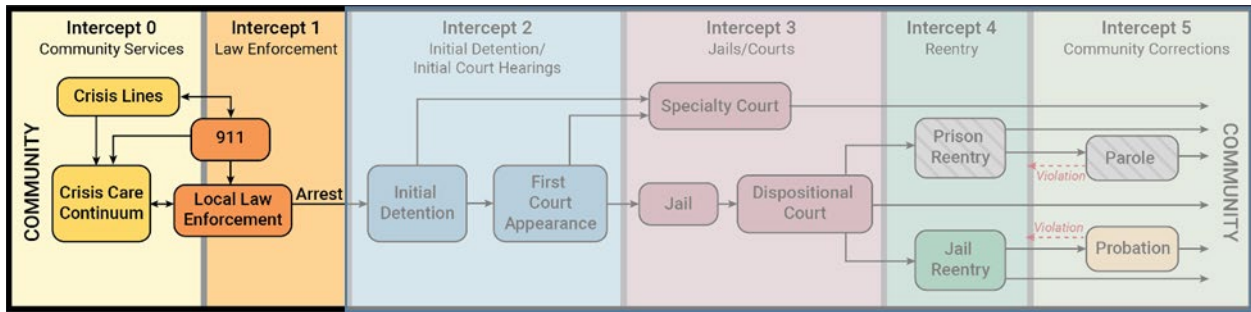 Intercept 0
Community Services
Intercept 1
Law Enforcement
Intercept 2
Initial Detention/
Initial Court Hearings
Intercept 3
Jails/Courts
Intercept 4
Reentry
Intercept 5
Community Corrections
COMMUNITY
Crisis Lines
911
Crisis Care
Continuum
Local Law
Enforcement
Arrest
Initial
Detention
First
Court
Appearance
Specialty Court
Jail
Dispositional
Court
Prison
Reentry
Violation
Parole
Jail
Reentry
Violation
Probation
COMMUNITY